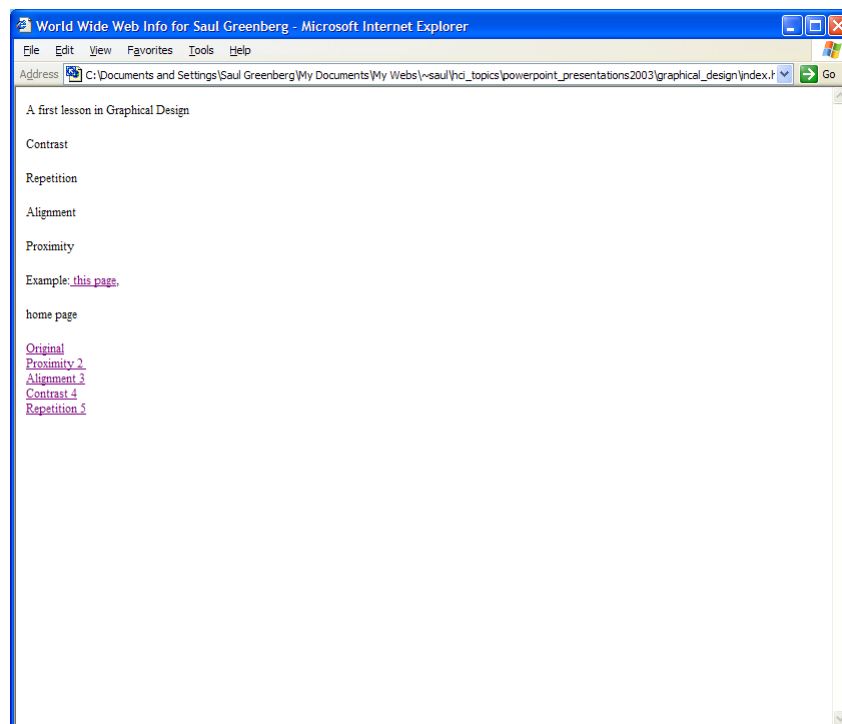 World Wide Web Info for Saul Greenberg - Microsoft Internet Explorer
File Edit View Favorites Tools Help
Address C:\Documents and Settings\Saul Greenberg\My Documents\My Webs\~saul\hci_topics\powerpoint_presentations2003\graphical_design\index.h Go
A first lesson in Graphical Design
Contrast
Repetition
Alignment
Proximity
Example: this page,
home page
Original
Proximity 2
Alignment 3
Contrast 4
Repetition 5